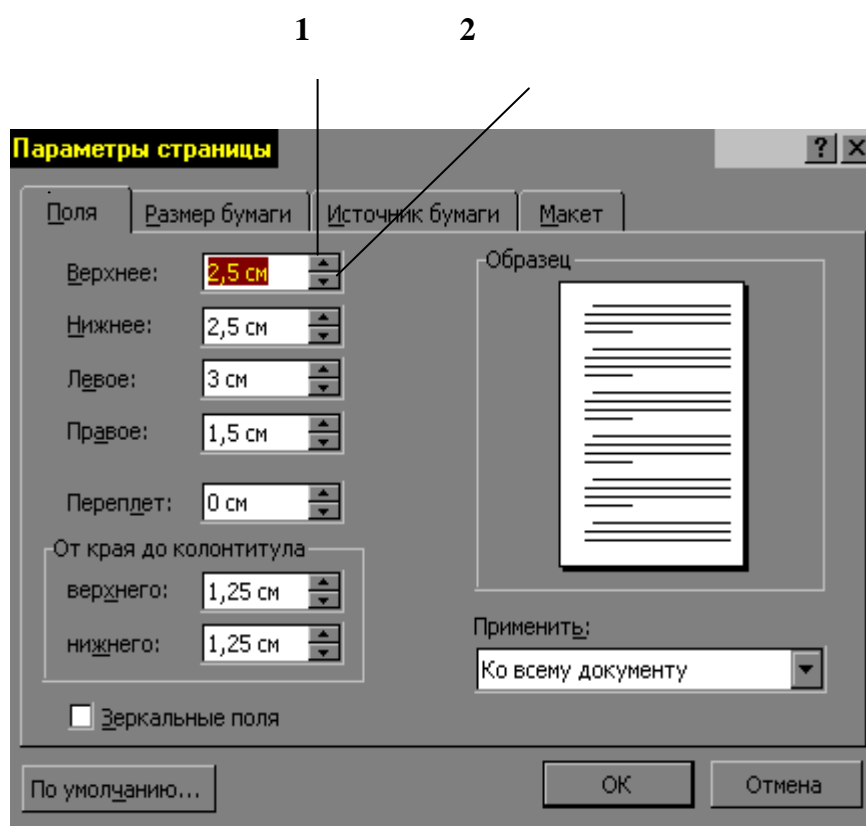 1 2
Параметры страницы ? ×
Поля Размер бумаги Источник бумаги Макет
Верхнее: 2,5 см
Образец
Нижнее: 2,5 см
Левое: 3 см
Правое: 1,5 см
Переплет: 0 см
От края до колонтитула
верхнего: 1,25 см
нижнего: 1,25 см
Применить:
Ко всему документу
Зеркальные поля
По умолчанию... ОК Отмена